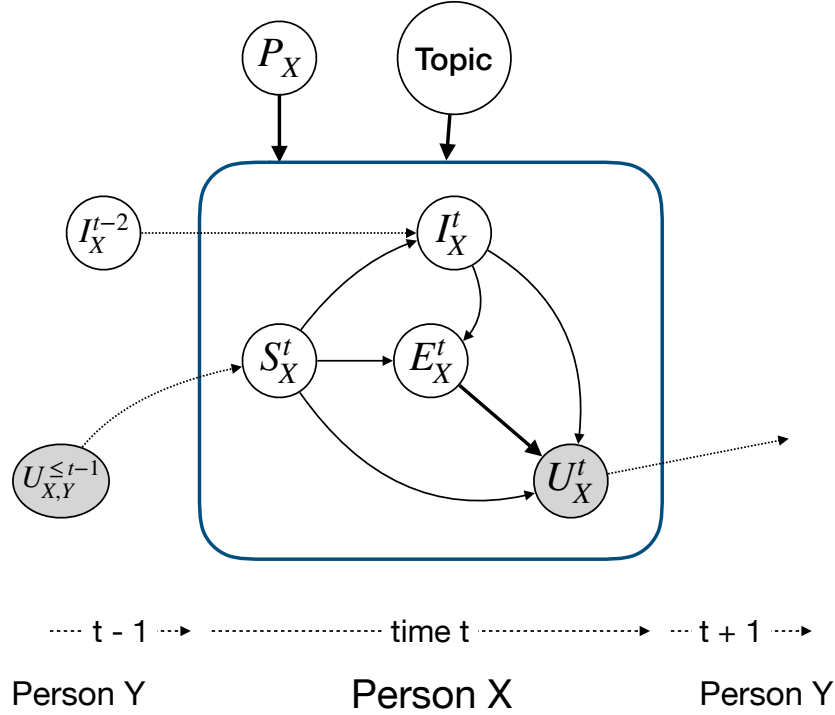 P_X
Topic
I_X^{t-2}
I_X^t
S_X^t
E_X^t
U_{X,Y}^{≤t-1}
U_X^t
t - 1
time t
t + 1
Person Y
Person X
Person Y